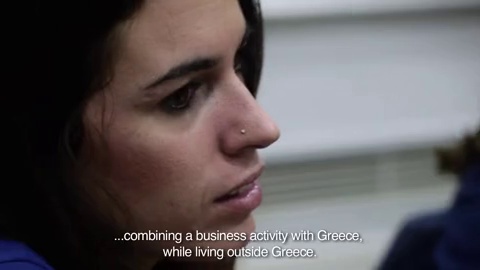 ...combining a business activity with Greece,
while living outside Greece.